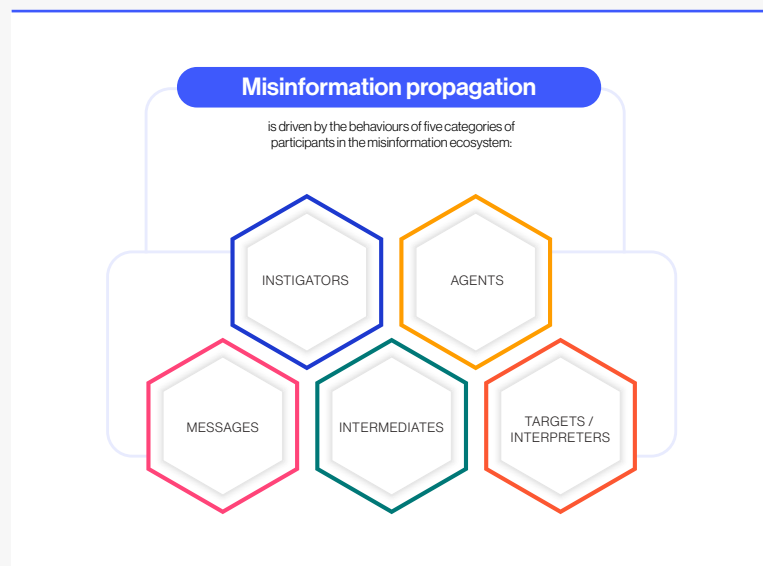 Misinformation propagation
is driven by the behaviours of five categories of
participants in the misinformation ecosystem:
INSTIGATORS
AGENTS
MESSAGES
INTERMEDIATES
TARGETS /
INTERPRETERS